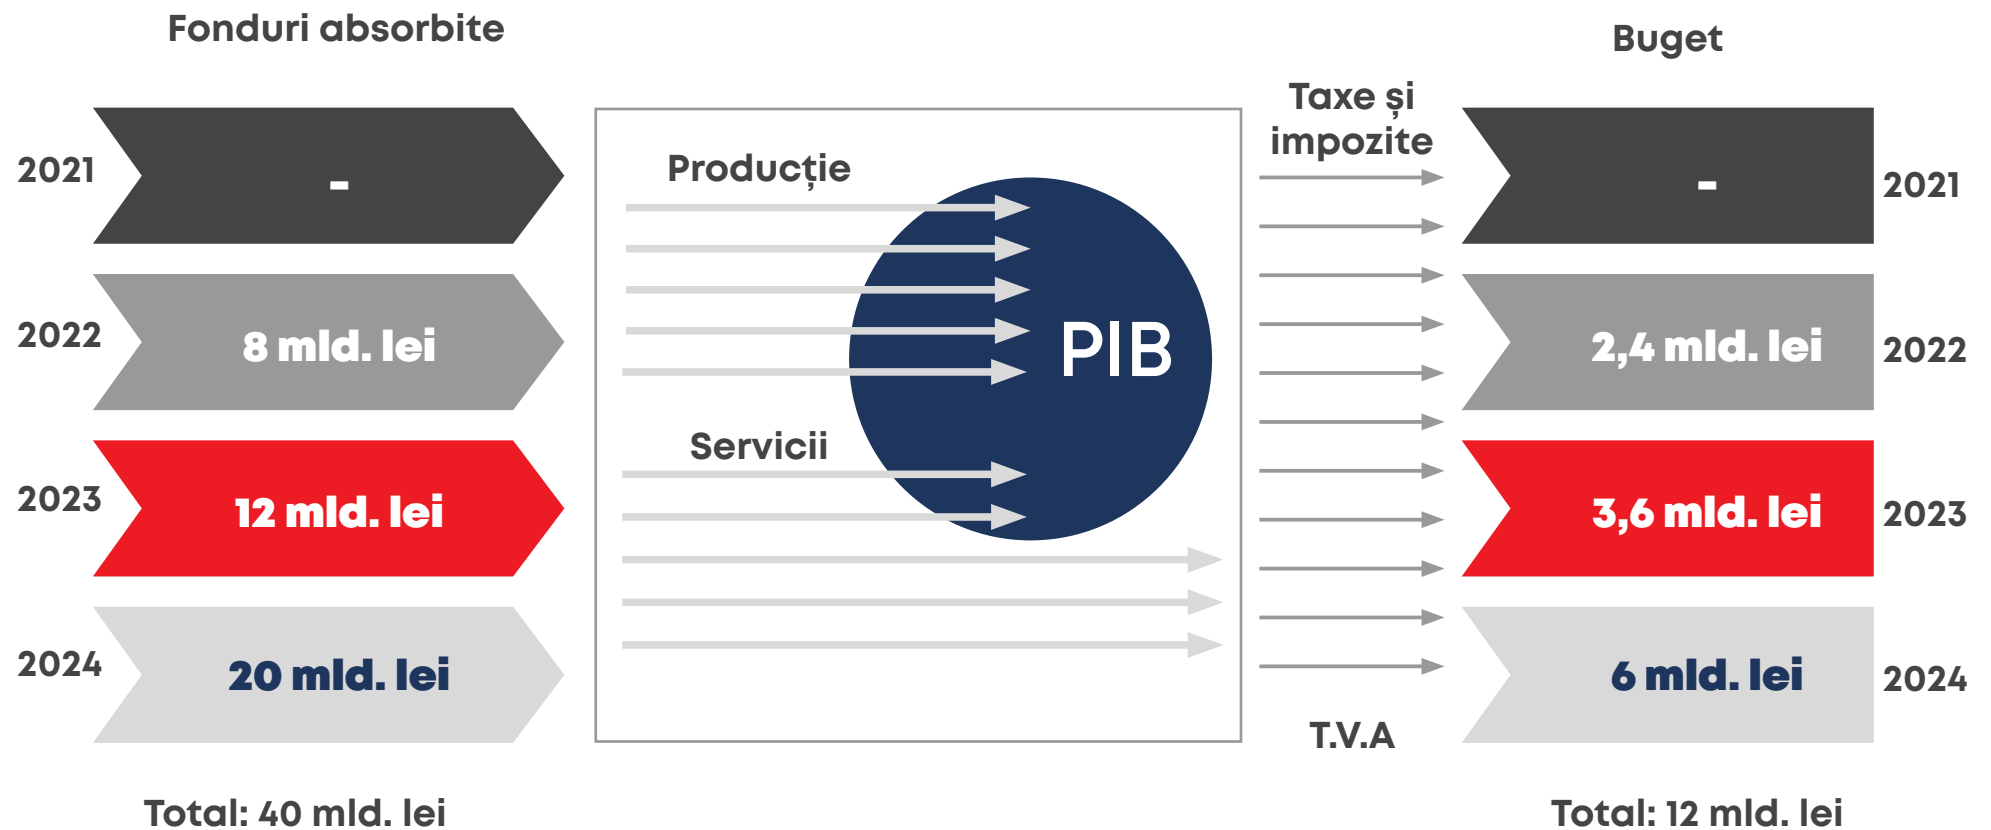 Fonduri absorbite
2021
-
2022
8 mld. lei
2023
12 mld. lei
2024
20 mld. lei
Total: 40 mld. lei
Producție
PIB
Servicii
Taxe și
impozite
T.V.A
Buget
-
2021
2,4 mld. lei
2022
3,6 mld. lei
2023
6 mld. lei
2024
Total: 12 mld. lei